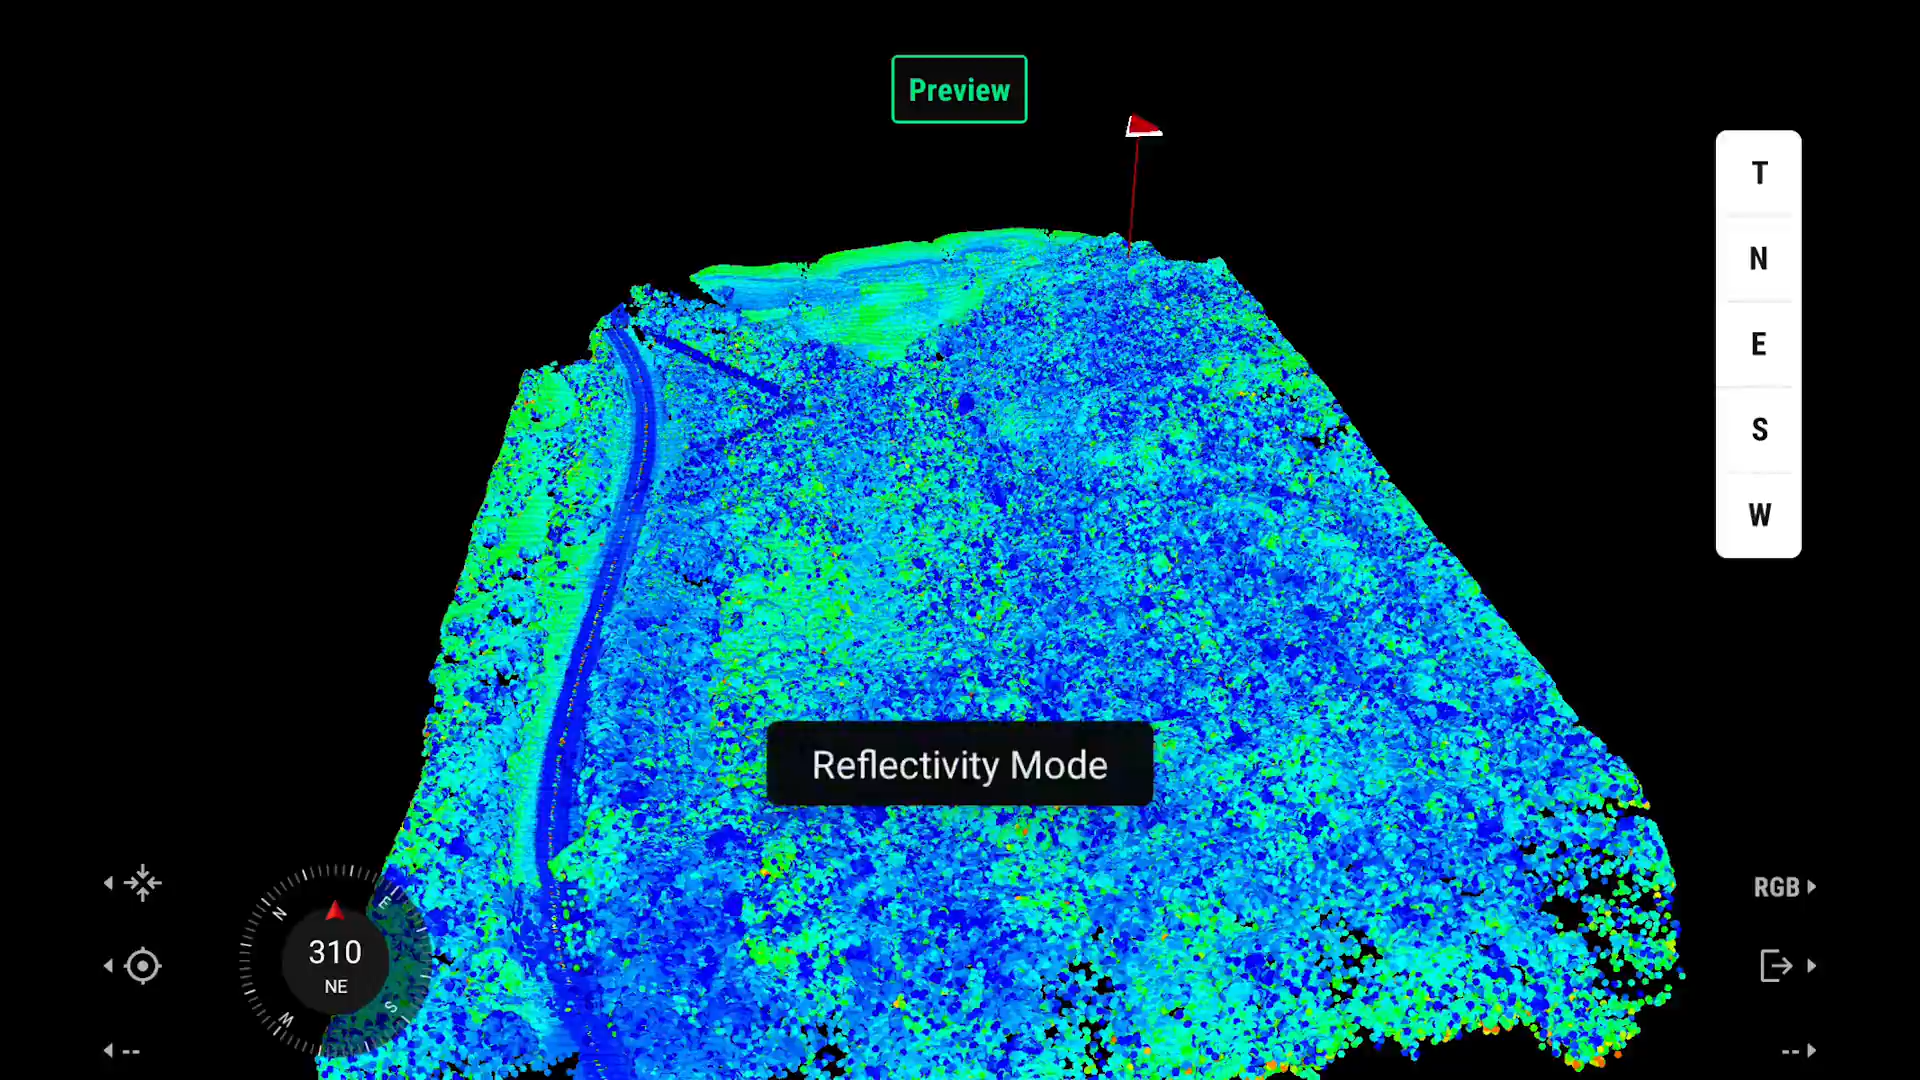 Preview
T
N
E
S
W
Reflectivity Mode
RGB
N
E
310
NE
W
S
--
--